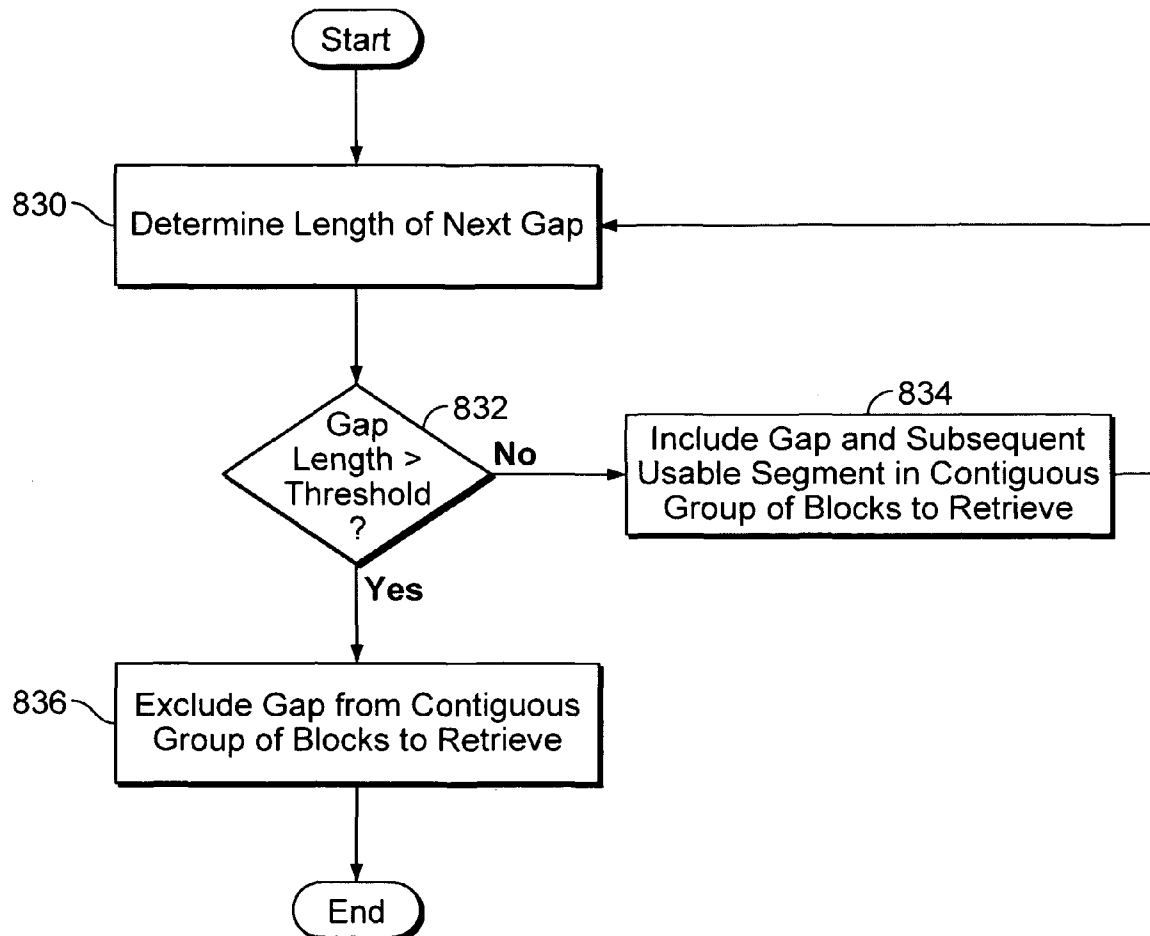 Start
830
Determine Length of Next Gap
832
Gap
Length >
Threshold
?
No
834
Include Gap and Subsequent
Usable Segment in Contiguous
Group of Blocks to Retrieve
Yes
836
Exclude Gap from Contiguous
Group of Blocks to Retrieve
End